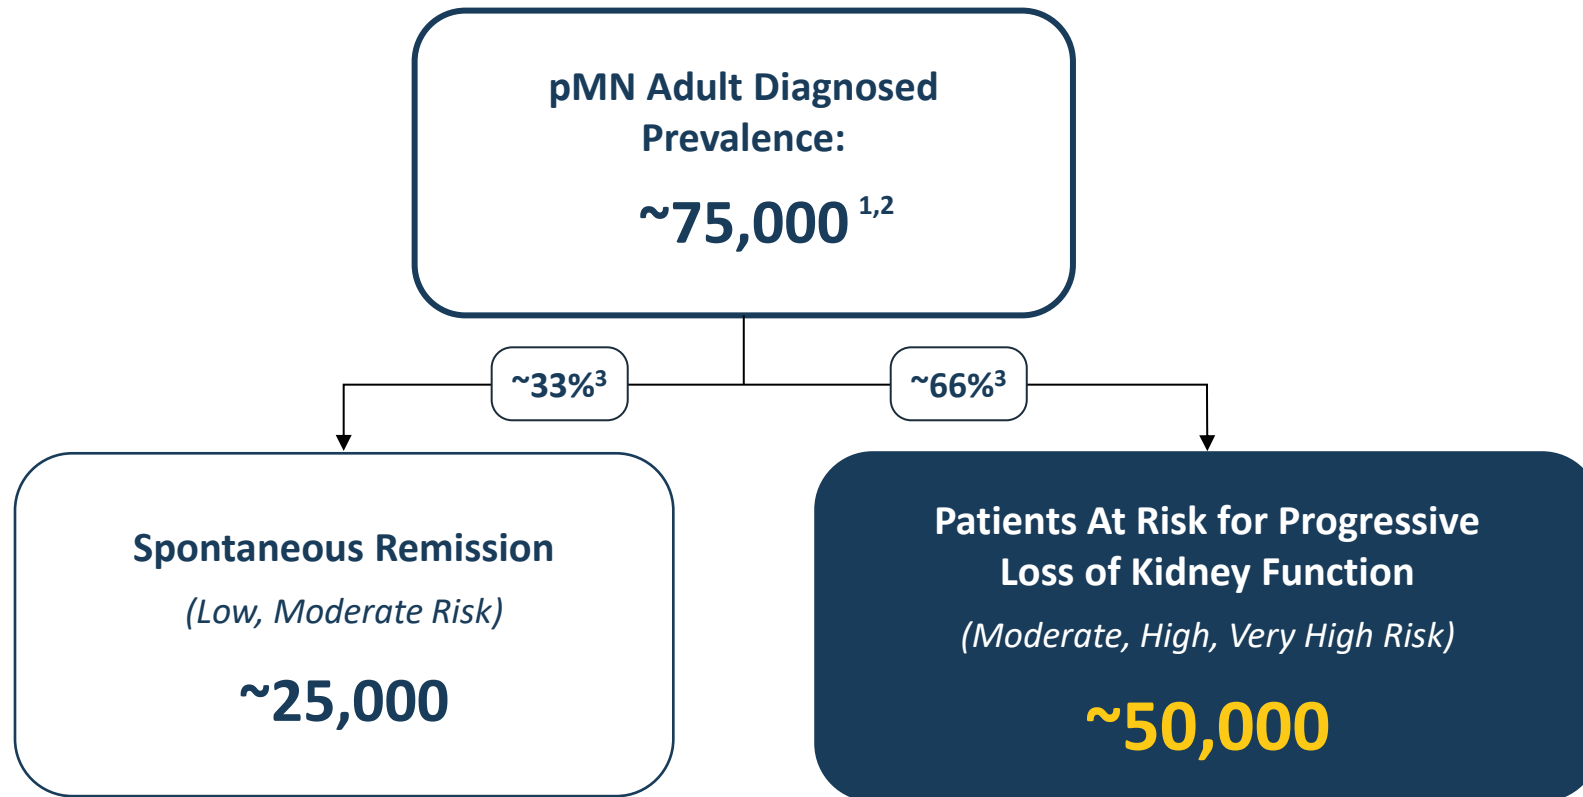 pMN Adult Diagnosed
Prevalence:
~75,000 1,2
~33%3
~66%3
Spontaneous Remission
(Low, Moderate Risk)
~25,000
Patients At Risk for Progressive
Loss of Kidney Function
(Moderate, High, Very High Risk)
~50,000